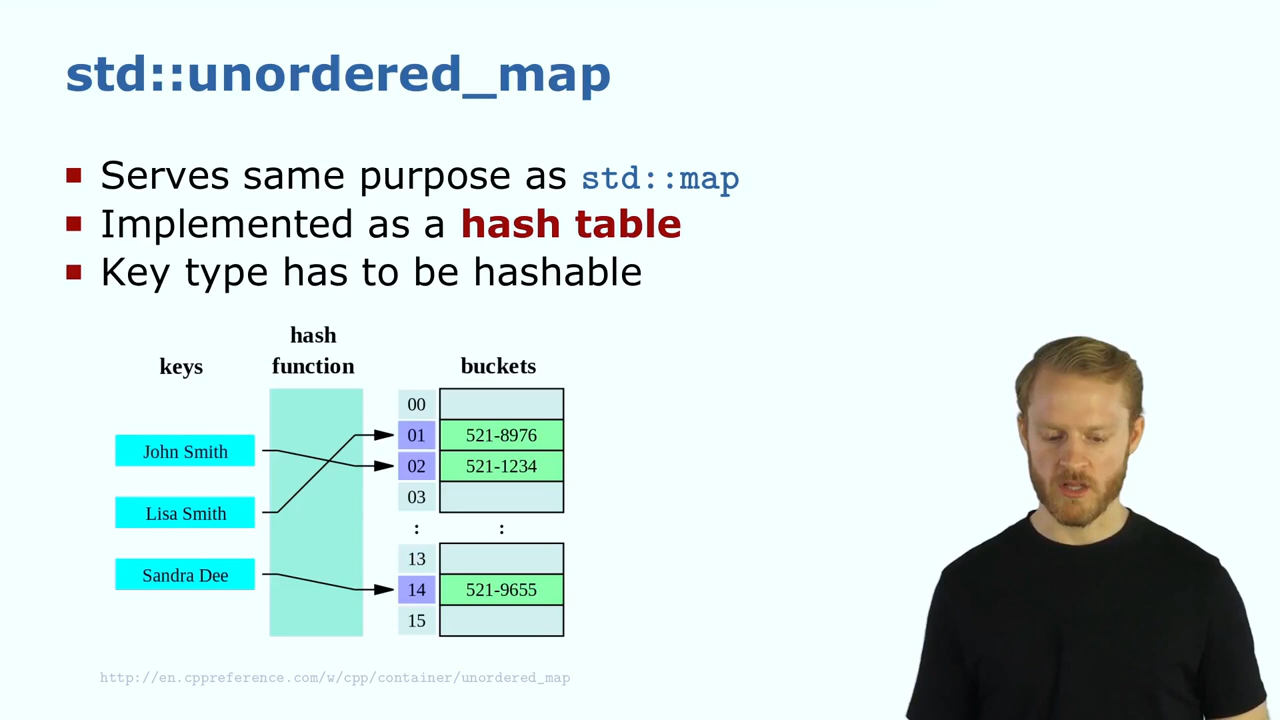 std::unordered_map
Serves same purpose as std::map
Implemented as a hash table
Key type has to be hashable
hash
keys function buckets
00
01 521-8976
John Smith
02 521-1234
03
Lisa Smith
: :
13
Sandra Dee
14 521-9655
15
http://en.cppreference.com/w/cpp/container/unordered_map